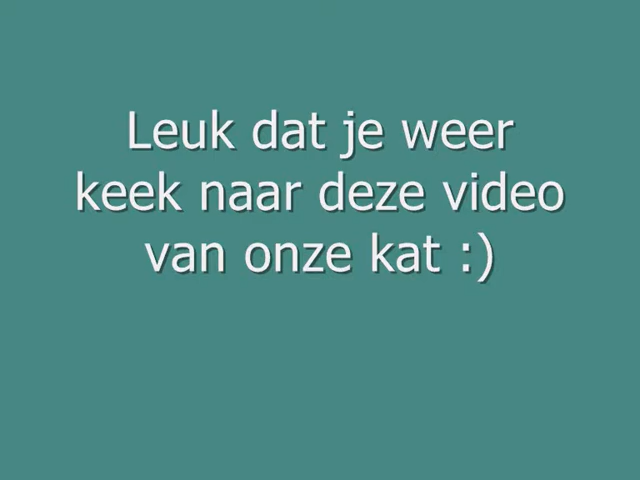 Leuk dat je weer
keek naar deze video
van onze kat :)